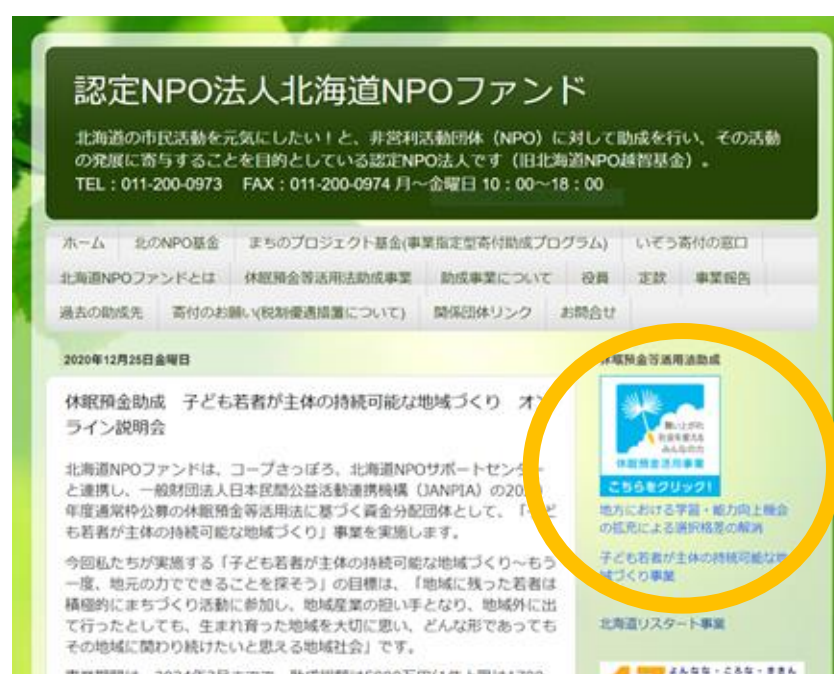 認定NPO法人北海道NPOファンド
北海道の市民活動を元気にしたい！と、非営利活動団体（NPO）に対して助成を行い、その活動
の発展に寄与することを目的としている認定NPO法人です（旧北海道NPO越智基金）.
TEL：011-200-0973　FAX：011-200-0974 月～金曜日 10：00～18：00
ホーム　北のNPO基金　まちのプロジェクト基金(事業指定型寄付助成プログラム)　いぞう寄付の窓口
北海道NPOファンドとは　休眠預金等活用法助成事業　助成事業について　役員　定款　事業報告
過去の助成先　寄付のお願い(税制優遇措置について)　関係団体リンク　お問合せ
2020年12月25日金曜日
休眠預金助成　子ども若者が主体の持続可能な地域づくり　オン
ライン説明会
北海道NPOファンドは、コープさっぽろ、北海道NPOサポートセンター
と連携し、一般財団法人日本民間公益活動連携機構（JANPIA）の20
年度通常枠公募の休眠預金等活用法に基づく資金分配団体として、「
も若者が主体の持続可能な地域づくり」事業を実施します。
今回私たちが実施する「子ども若者が主体の持続可能な地域づくり～もう
一度、地元の力でできることを探そう」の目標は、「地域に残った若者は
積極的にまちづくり活動に参加し、地域産業の担い手となり、地域外に出
て行ったとしても、生まれ育った地域を大切に思い、どんな形であっても
その地域に関わり続けたいと思える地域社会」です。
休眠預金等活用法助成
願い上がれ
社会を変える
みんなの力
休眠預金活用事業
こちらをクリック！
地方における学習・能力向上機会
の拡充による選択格差の解消
子ども若者が主体の持続可能な地
域づくり事業
北海道リスタート事業